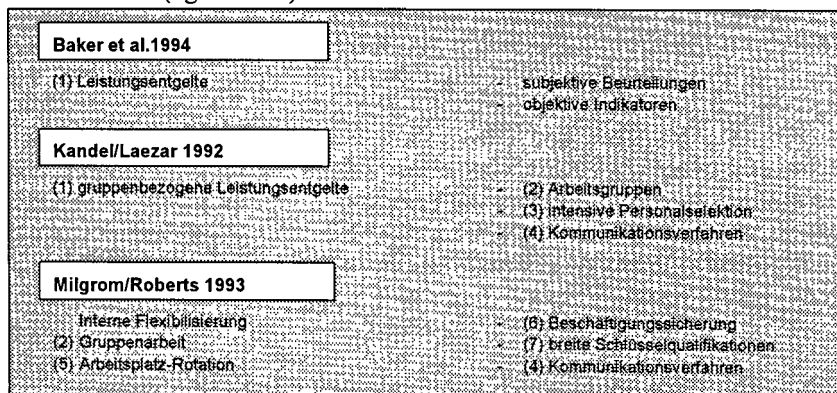 Baker et al.1994
(1) Leistungsentgelte - subjektive Beurteilungen
- objektive Indikatoren
Kandel/Laezar 1992
(1) gruppenbezogene Leistungsentgelte - (2) Arbeitsgruppen
- (3) intensive Personalselektion
- (4) Kommunikationsverfahren
Milgrom/Roberts 1993
Interne Flexibilisierung - (6) Beschäftigungssicherung
(2) Gruppenarbeit - (7) breite Schlüsselqualifikationen
(5) Arbeitsplatz-Rotation - (4) Kommunikationsverfahren